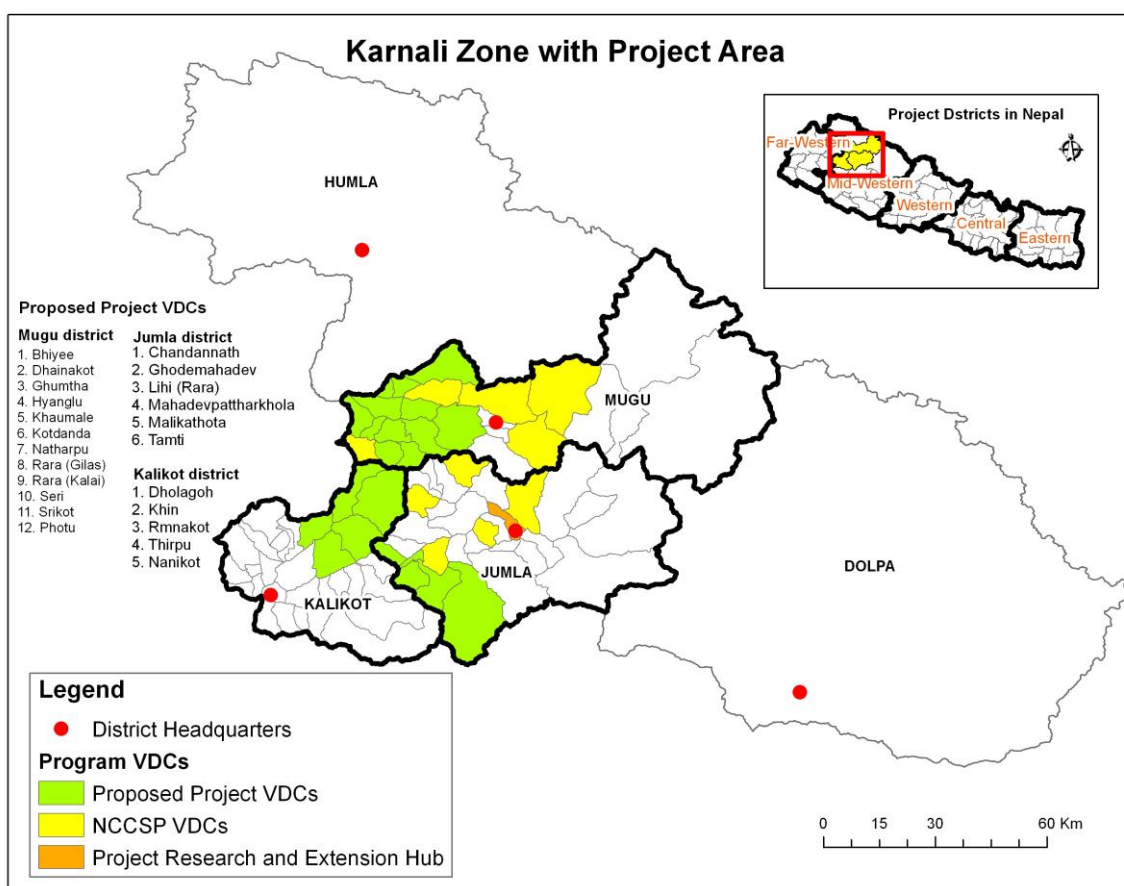 Karnali Zone with Project Area
Project Dstricts in Nepal
Far-Western
Mid-Western
Western
Central
Eastern
HUMLA
MUGU
DOLPA
JUMLA
KALIKOT
Proposed Project VDCs
Mugu district
1. Bhiyee
2. Dhainakot
3. Ghumtha
4. Hyanglu
5. Khaumale
6. Kotdanda
7. Natharpu
8. Rara (Gilas)
9. Rara (Kalai)
10. Seri
11. Srikot
12. Photu
Jumla district
1. Chandannath
2. Ghodemahadev
3. Lihi (Rara)
4. Mahadevpattharkhola
5. Malikathota
6. Tamti
Kalikot district
1. Dholagoh
2. Khin
3. Rmnakot
4. Thirpu
5. Nanikot
Legend
District Headquarters
Program VDCs
Proposed Project VDCs
NCCSP VDCs
Project Research and Extension Hub
0 15 30 60 Km